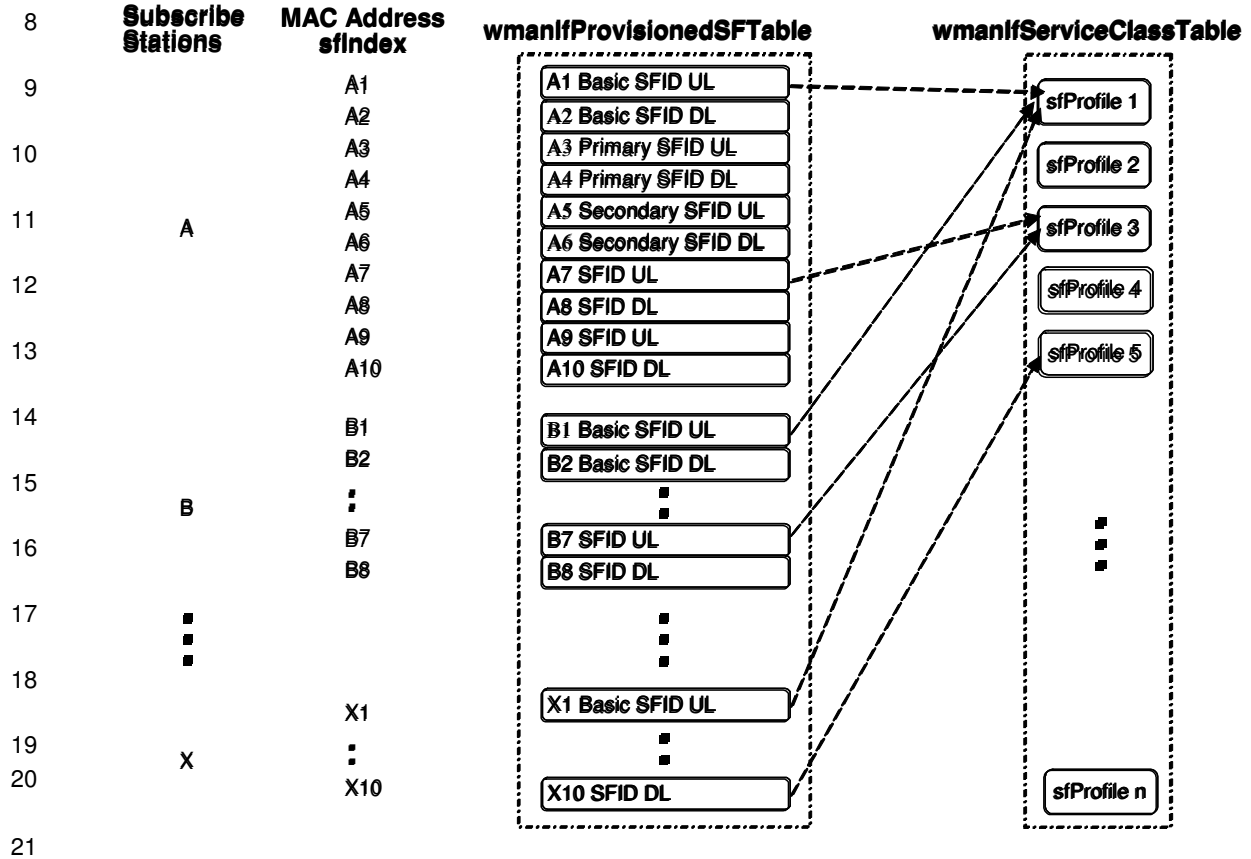 8
Subscribe
Stations
MAC Address
sfIndex
wmanIfProvisionedSFTable
wmanIfServiceClassTable
9
A1
A1 Basic SFID UL
sfProfile 1
A2
A2 Basic SFID DL
10
A3
A3 Primary SFID UL
sfProfile 2
A4
A4 Primary SFID DL
11
A
A5
A5 Secondary SFID UL
sfProfile 3
A6
A6 Secondary SFID DL
12
A7
A7 SFID UL
sfProfile 4
A8
A8 SFID DL
13
A9
A9 SFID UL
sfProfile 5
A10
A10 SFID DL
14
B1
B1 Basic SFID UL
B2
B2 Basic SFID DL
15
B
16
B7
B7 SFID UL
B8
B8 SFID DL
17
18
X1
X1 Basic SFID UL
19
X
20
X10
X10 SFID DL
sfProfile n
21